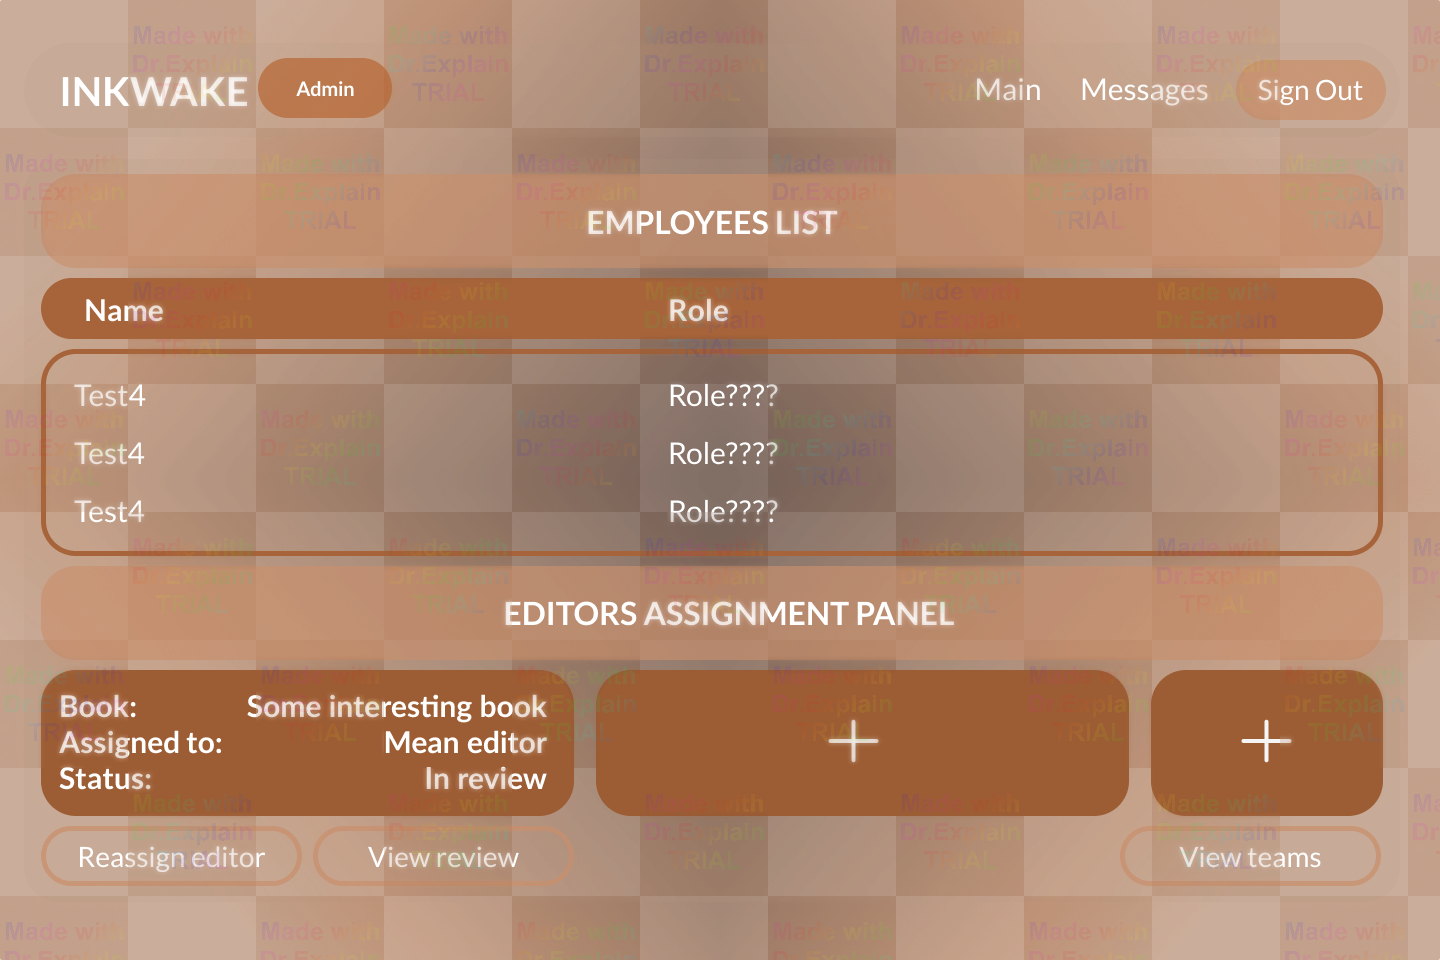 INKWAKE Admin Main Messages Sign Out
EMPLOYEES LIST
Name Role
Test4 Role????
Test4 Role????
Test4 Role????
EDITORS ASSIGNMENT PANEL
Book: Some interesting book
Assigned to: Mean editor
Status: In review
Reassign editor View review View teams
Made with
Dr.Explain
TRIAL